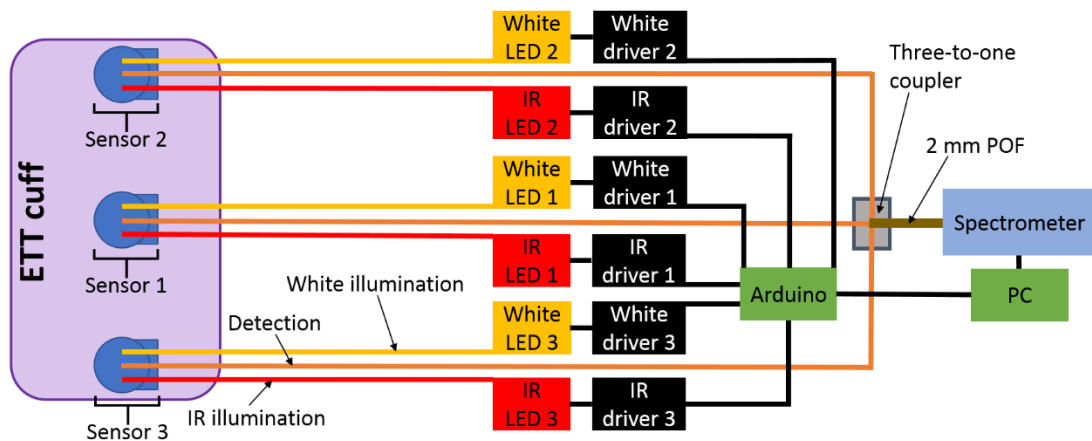 White
LED 2
White
driver 2
Three-to-one
coupler
IR
LED 2
IR
driver 2
Sensor 2
2 mm POF
White
LED 1
White
driver 1
ETT cuff
Spectrometer
IR
LED 1
IR
driver 1
Sensor 1
White illumination
Arduino
PC
White
LED 3
White
driver 3
Detection
IR
LED 3
IR
driver 3
IR illumination
Sensor 3